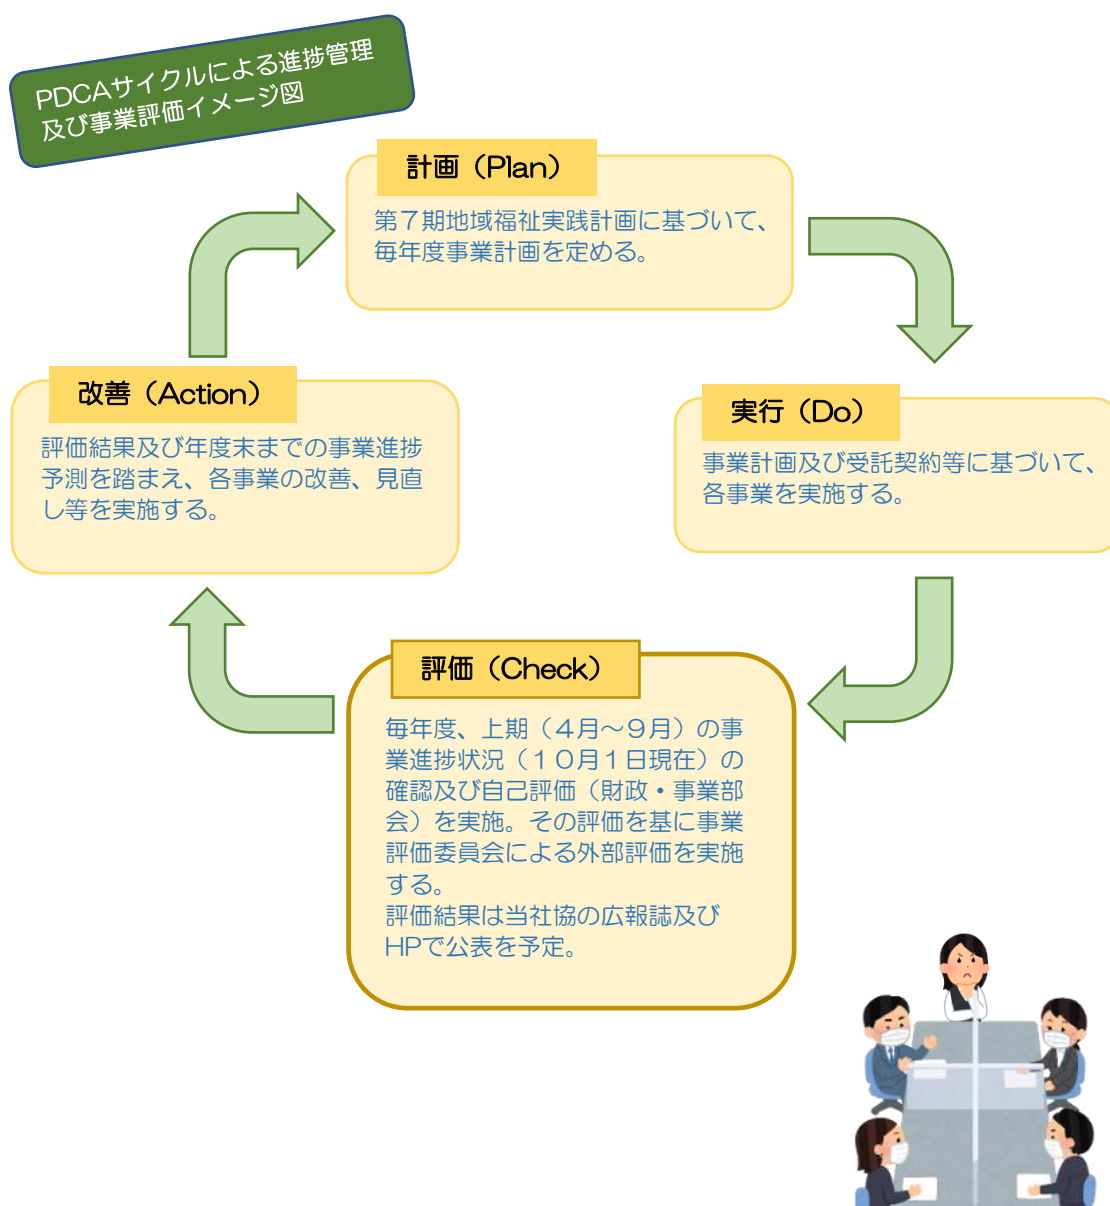 PDCAサイクルによる進捗管理
及び事業評価イメージ図
計画（Plan）
第７期地域福祉実践計画に基づいて、
毎年度事業計画を定める。
改善（Action）
評価結果及び年度末までの事業進捗
予測を踏まえ、各事業の改善、見直
し等を実施する。
実行（Do）
事業計画及び受託契約等に基づいて、
各事業を実施する。
評価（Check）
毎年度、上期（４月～９月）の事
業進捗状況（１０月１日現在）の
確認及び自己評価（財政・事業部
会）を実施。その評価を基に事業
評価委員会による外部評価を実施
する。
評価結果は当社協の広報誌及び
HPで公表を予定。